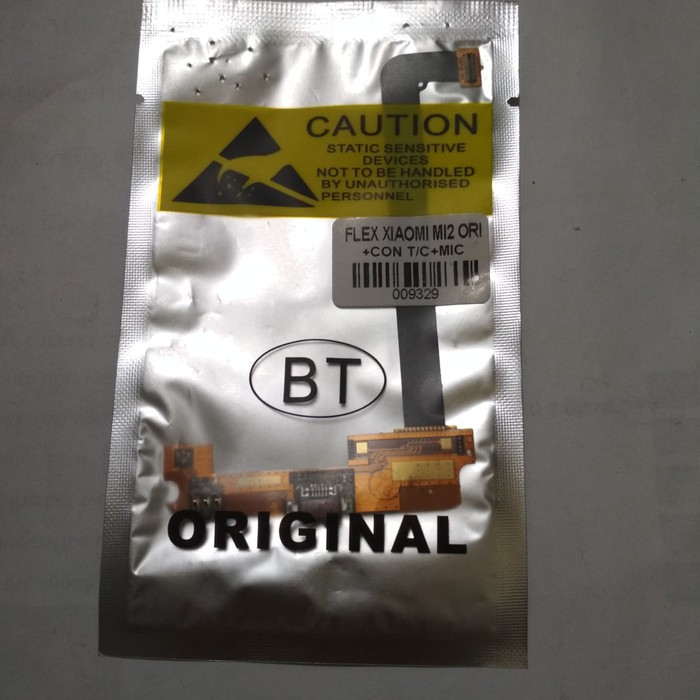 CAUTION
STATIC SENSITIVE
DEVICES
NOT TO BE HANDLED
BY UNAUTHORISED
PERSONNEL
FLEX XIAOMI MI2 ORI
+CON T/C+MIC
009329
BT
ORIGINAL